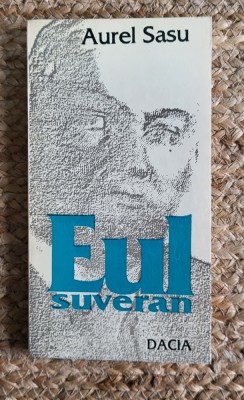 Aurel Sasu
Eul
suveran
DACIA